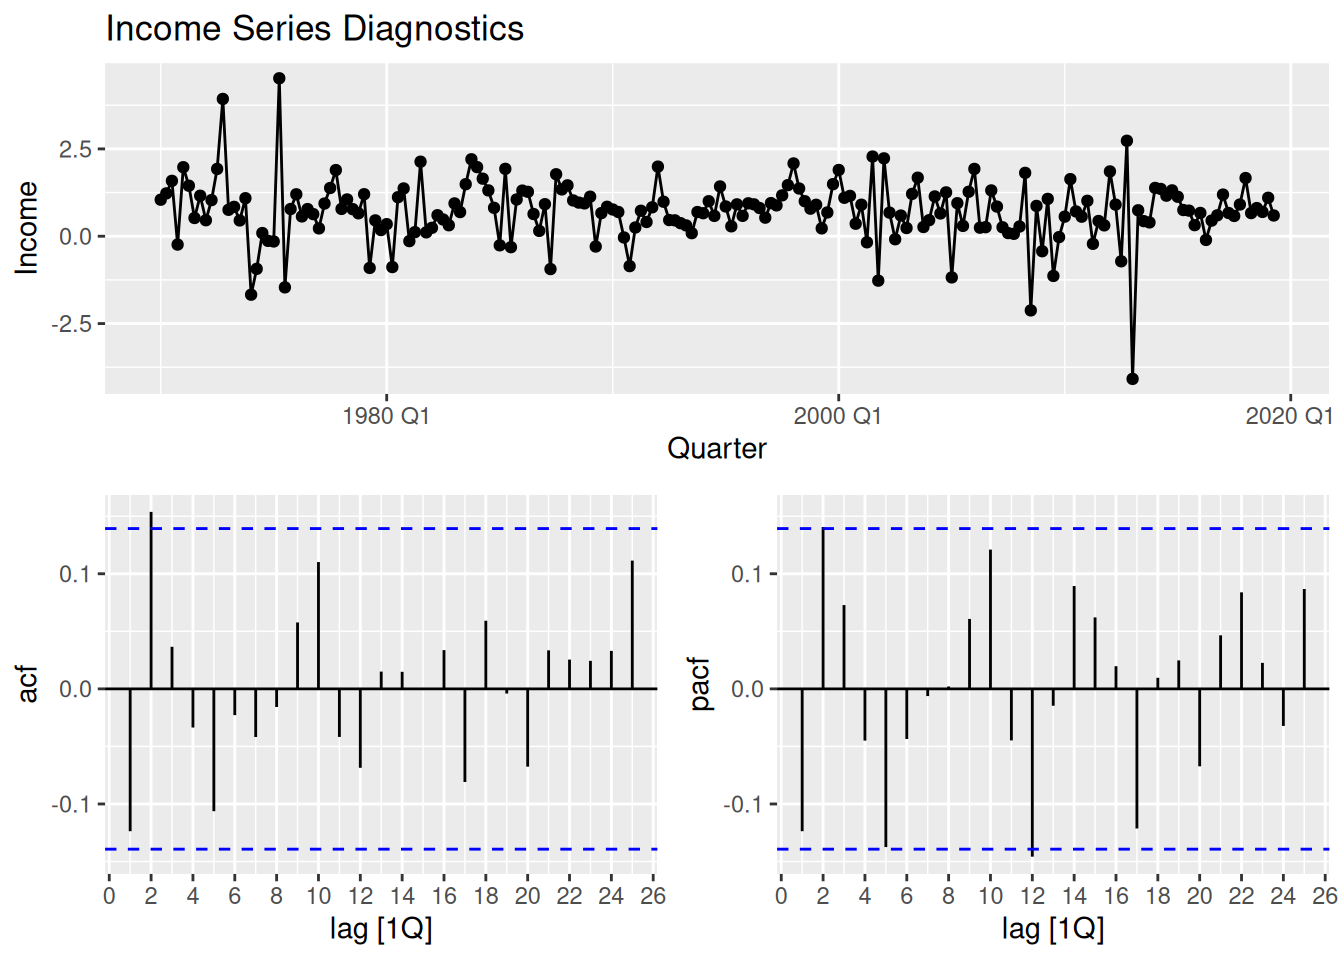 Income Series Diagnostics
Income
2.5
0.0
-2.5
1980 Q1 2000 Q1 2020 Q1
Quarter
acf
0.1
0.0
-0.1
0 2 4 6 8 10 12 14 16 18 20 22 24 26
lag [1Q]
pacf
0.1
0.0
-0.1
0 2 4 6 8 10 12 14 16 18 20 22 24 26
lag [1Q]